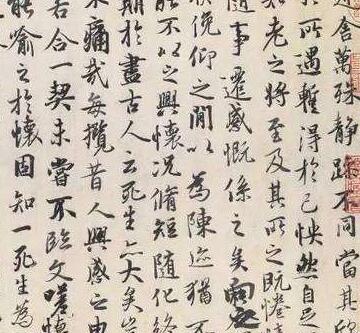 舍萬殊靜躁不同當其
於所遇蹔得於己快然自
知老之將至及其所之既惓
隨事遷感慨係之矣向
欣俛仰之間以為陳迹猶不
能不以之興懷況脩短隨化終
期於盡古人云死生亦大矣
痛哉每攬昔人興感之由
若合一契未嘗不臨文嗟悼
能喻之於懷固知一死生為